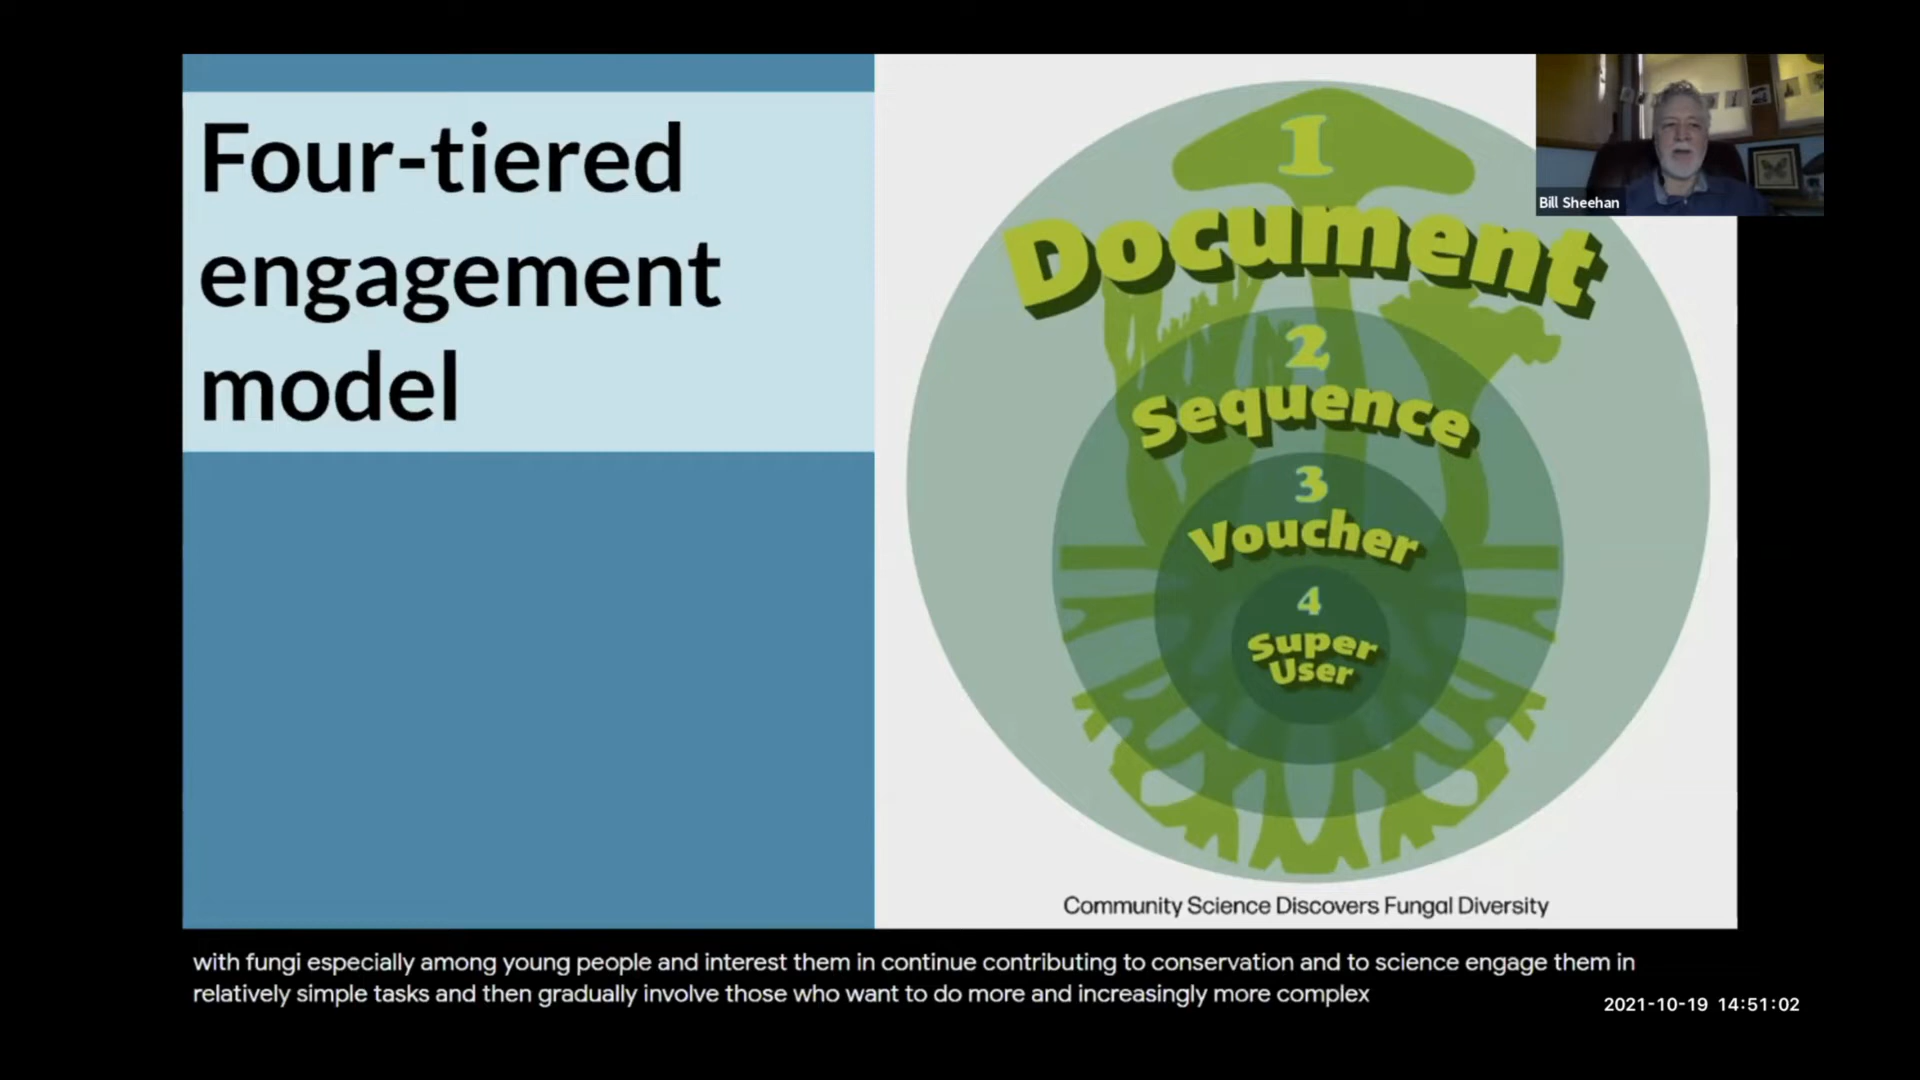 Four-tiered
engagement
model
1
Document
2
Sequence
3
Voucher
4
Super
User
Community Science Discovers Fungal Diversity
Bill Sheehan
with fungi especially among young people and interest them in continue contributing to conservation and to science engage them in
relatively simple tasks and then gradually involve those who want to do more and increasingly more complex
2021-10-19 14:51:02